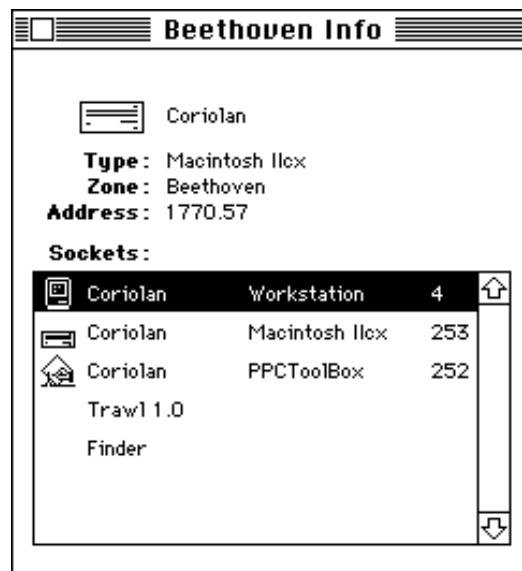 Beethoven Info
Coriolan
Type: Macintosh IIcx
Zone: Beethoven
Address: 1770.57
Sockets:
Coriolan Workstation 4
Coriolan Macintosh IIcx 253
Coriolan PPCToolBox 252
Trawl 1.0
Finder